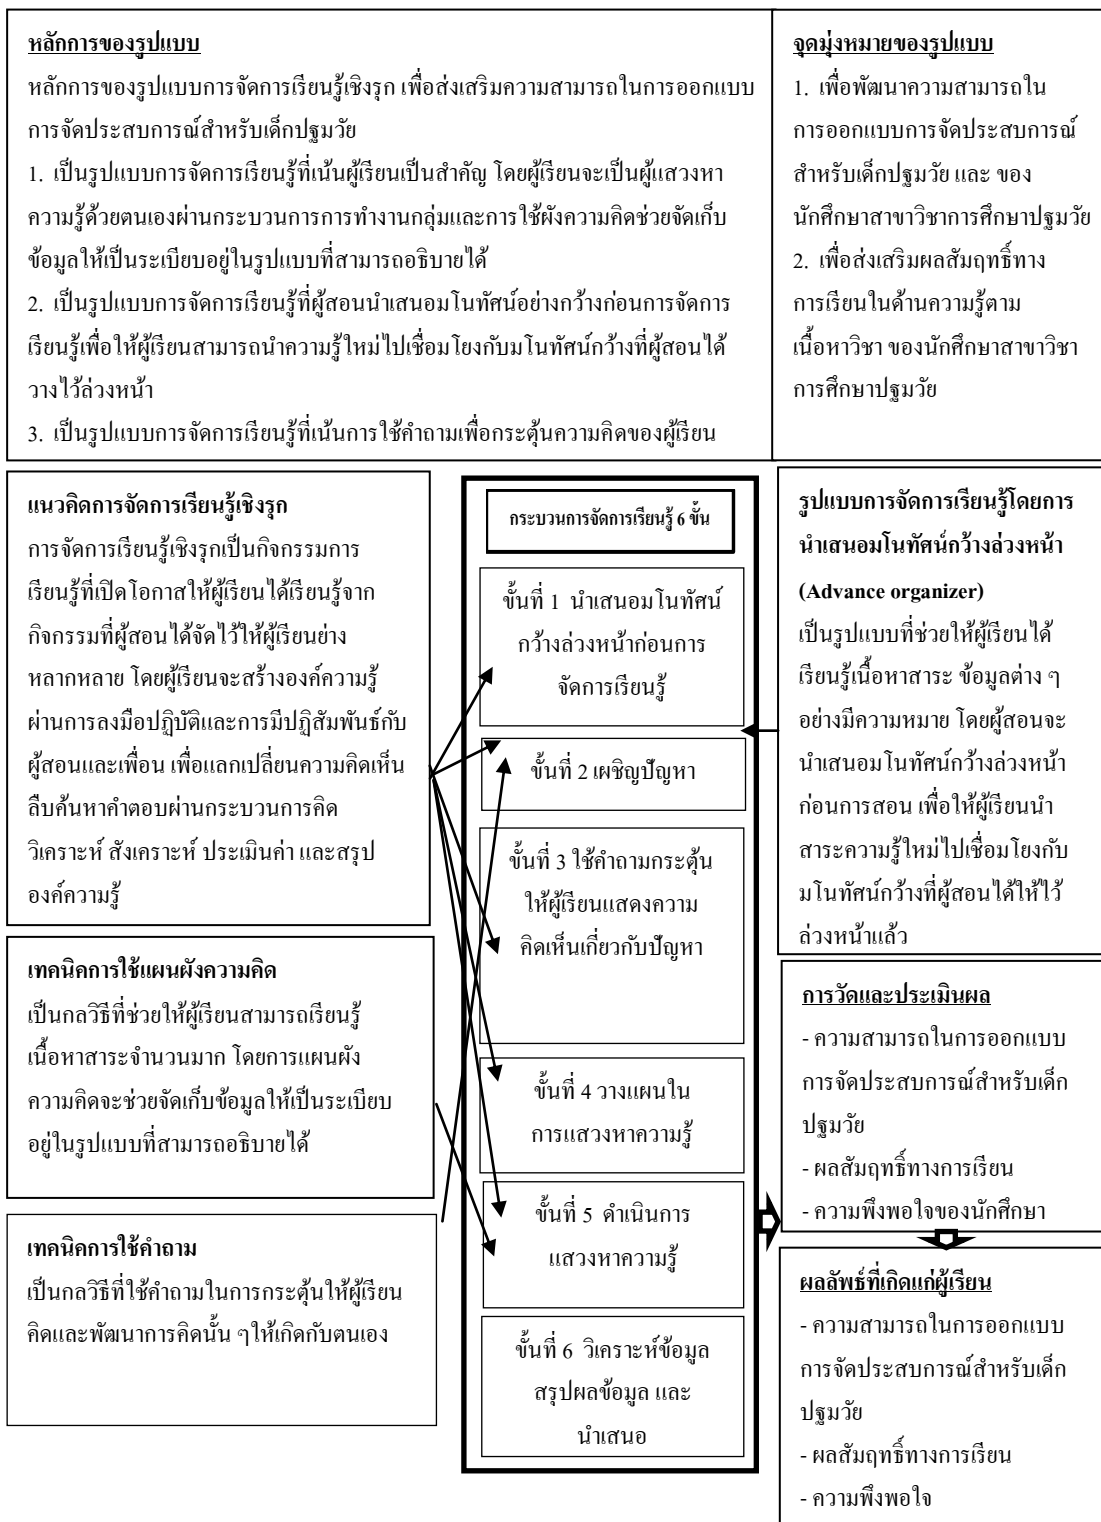 หลักการของรูปแบบ
หลักการของรูปแบบการจัดการเรียนรู้เชิงรุก เพื่อส่งเสริมความสามารถในการออกแบบ
การจัดประสบการณ์สำหรับเด็กปฐมวัย
1. เป็นรูปแบบการจัดการเรียนรู้ที่เน้นผู้เรียนเป็นสำคัญ โดยผู้เรียนจะเป็นผู้แสวงหา
ความรู้ด้วยตนเองผ่านกระบวนการการทำงานกลุ่มและการใช้ผังความคิดช่วยจัดเก็บ
ข้อมูลให้เป็นระเบียบอยู่ในรูปแบบที่สามารถอธิบายได้
2. เป็นรูปแบบการจัดการเรียนรู้ที่ผู้สอนนำเสนอมโนทัศน์อย่างกว้างก่อนการจัดการ
เรียนรู้เพื่อให้ผู้เรียนสามารถนำความรู้ใหม่ไปเชื่อมโยงกับมโนทัศน์กว้างที่ผู้สอนได้
วางไว้ล่วงหน้า
3. เป็นรูปแบบการจัดการเรียนรู้ที่เน้นการใช้คำถามเพื่อกระตุ้นความคิดของผู้เรียน
จุดมุ่งหมายของรูปแบบ
1. เพื่อพัฒนาความสามารถใน
การออกแบบการจัดประสบการณ์
สำหรับเด็กปฐมวัย และ ของ
นักศึกษาสาขาวิชาการศึกษาปฐมวัย
2. เพื่อส่งเสริมผลสัมฤทธิ์ทาง
การเรียนในด้านความรู้ตาม
เนื้อหาวิชา ของนักศึกษาสาขาวิชา
การศึกษาปฐมวัย
แนวคิดการจัดการเรียนรู้เชิงรุก
การจัดการเรียนรู้เชิงรุกเป็นกิจกรรมการ
เรียนรู้ที่เปิดโอกาสให้ผู้เรียนได้เรียนรู้จาก
กิจกรรมที่ผู้สอนได้จัดไว้ให้ผู้เรียนย่าง
หลากหลาย โดยผู้เรียนจะสร้างองค์ความรู้
ผ่านการลงมือปฏิบัติและการมีปฏิสัมพันธ์กับ
ผู้สอนและเพื่อน เพื่อแลกเปลี่ยนความคิดเห็น
สืบค้นหาคำตอบผ่านกระบวนการคิด
วิเคราะห์ สังเคราะห์ ประเมินค่า และสรุป
องค์ความรู้
เทคนิคการใช้แผนผังความคิด
เป็นกลวิธีที่ช่วยให้ผู้เรียนสามารถเรียนรู้
เนื้อหาสาระจำนวนมาก โดยการแผนผัง
ความคิดจะช่วยจัดเก็บข้อมูลให้เป็นระเบียบ
อยู่ในรูปแบบที่สามารถอธิบายได้
เทคนิคการใช้คำถาม
เป็นกลวิธีที่ใช้คำถามในการกระตุ้นให้ผู้เรียน
คิดและพัฒนาการคิดนั้น ๆให้เกิดกับตนเอง
กระบวนการจัดการเรียนรู้ 6 ขั้น
ขั้นที่ 1 นำเสนอมโนทัศน์
กว้างล่วงหน้าก่อนการ
จัดการเรียนรู้
ขั้นที่ 2 เผชิญปัญหา
ขั้นที่ 3 ใช้คำถามกระตุ้น
ให้ผู้เรียนแสดงความ
คิดเห็นเกี่ยวกับปัญหา
ขั้นที่ 4 วางแผนใน
การแสวงหาความรู้
ขั้นที่ 5 ดำเนินการ
แสวงหาความรู้
ขั้นที่ 6 วิเคราะห์ข้อมูล
สรุปผลข้อมูล และ
นำเสนอ
รูปแบบการจัดการเรียนรู้โดยการ
นำเสนอมโนทัศน์กว้างล่วงหน้า
(Advance organizer)
เป็นรูปแบบที่ช่วยให้ผู้เรียนได้
เรียนรู้เนื้อหาสาระ ข้อมูลต่าง ๆ
อย่างมีความหมาย โดยผู้สอนจะ
นำเสนอมโนทัศน์กว้างล่วงหน้า
ก่อนการสอน เพื่อให้ผู้เรียนนำ
สาระความรู้ใหม่ไปเชื่อมโยงกับ
มโนทัศน์กว้างที่ผู้สอนได้ให้ไว้
ล่วงหน้าแล้ว
การวัดและประเมินผล
- ความสามารถในการออกแบบ
การจัดประสบการณ์สำหรับเด็ก
ปฐมวัย
- ผลสัมฤทธิ์ทางการเรียน
- ความพึงพอใจของนักศึกษา
ผลลัพธ์ที่เกิดแก่ผู้เรียน
- ความสามารถในการออกแบบ
การจัดประสบการณ์สำหรับเด็ก
ปฐมวัย
- ผลสัมฤทธิ์ทางการเรียน
- ความพึงพอใจ